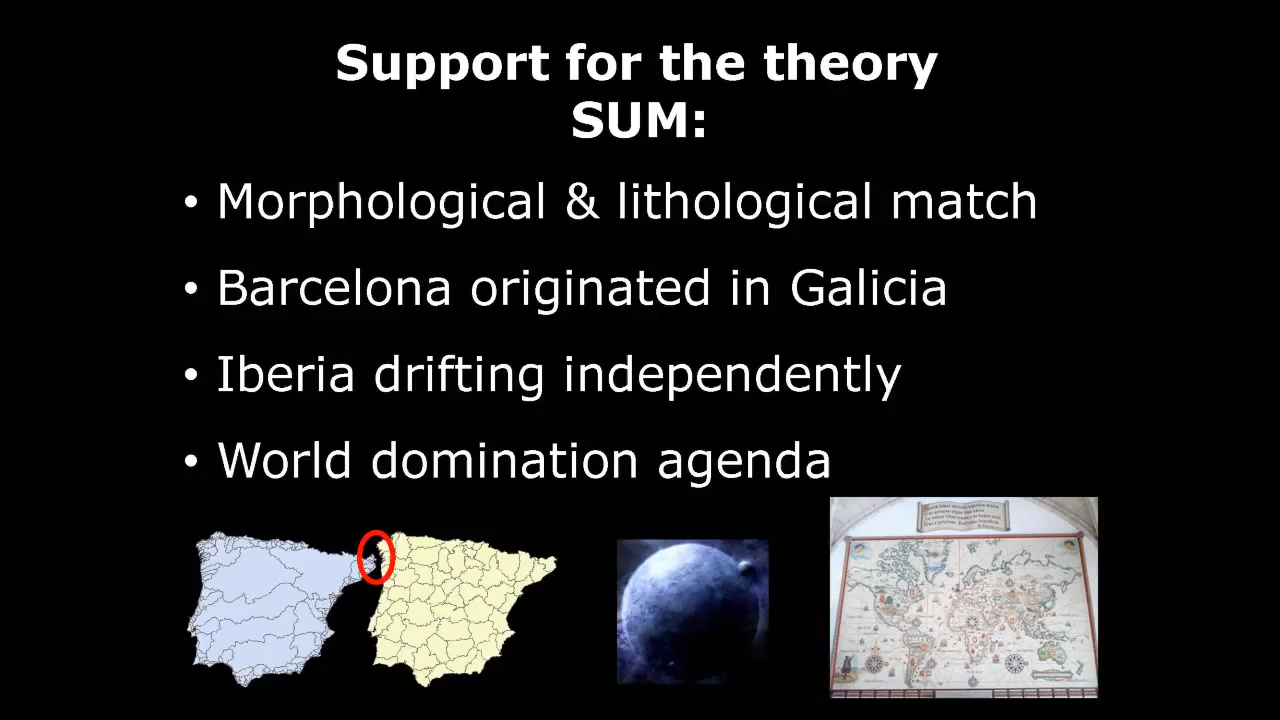 Support for the theory
SUM:
• Morphological & lithological match
• Barcelona originated in Galicia
• Iberia drifting independently
• World domination agenda